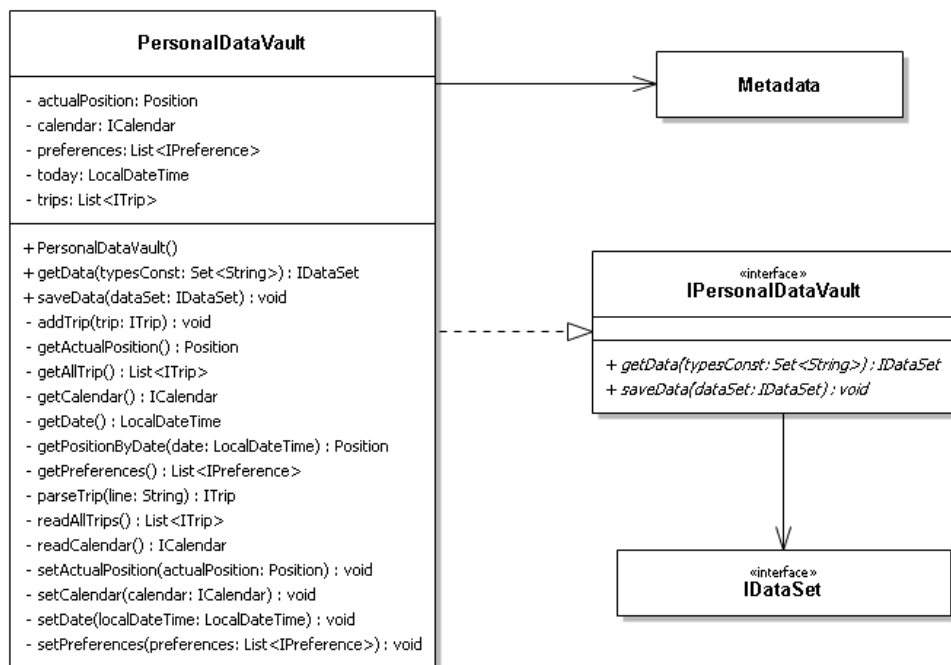 PersonalDataVault
- actualPosition: Position
- calendar: ICalendar
- preferences: List<IPreference>
- today: LocalDateTime
- trips: List<ITrip>
+ PersonalDataVault()
+ getData(typesConst: Set<String>) : IDataSet
+ saveData(dataSet: IDataSet) : void
- addTrip(trip: ITrip) : void
- getActualPosition() : Position
- getAllTrip() : List<ITrip>
- getCalendar() : ICalendar
- getDate() : LocalDateTime
- getPositionByDate(date: LocalDateTime) : Position
- getPreferences() : List<IPreference>
- parseTrip(line: String) : ITrip
- readAllTrips() : List<ITrip>
- readCalendar() : ICalendar
- setActualPosition(actualPosition: Position) : void
- setCalendar(calendar: ICalendar) : void
- setDate(localDateTime: LocalDateTime) : void
- setPreferences(preferences: List<IPreference>) : void
Metadata
«interface»
IPersonalDataVault
+ getData(typesConst: Set<String>) : IDataSet
+ saveData(dataSet: IDataSet) : void
«interface»
IDataSet